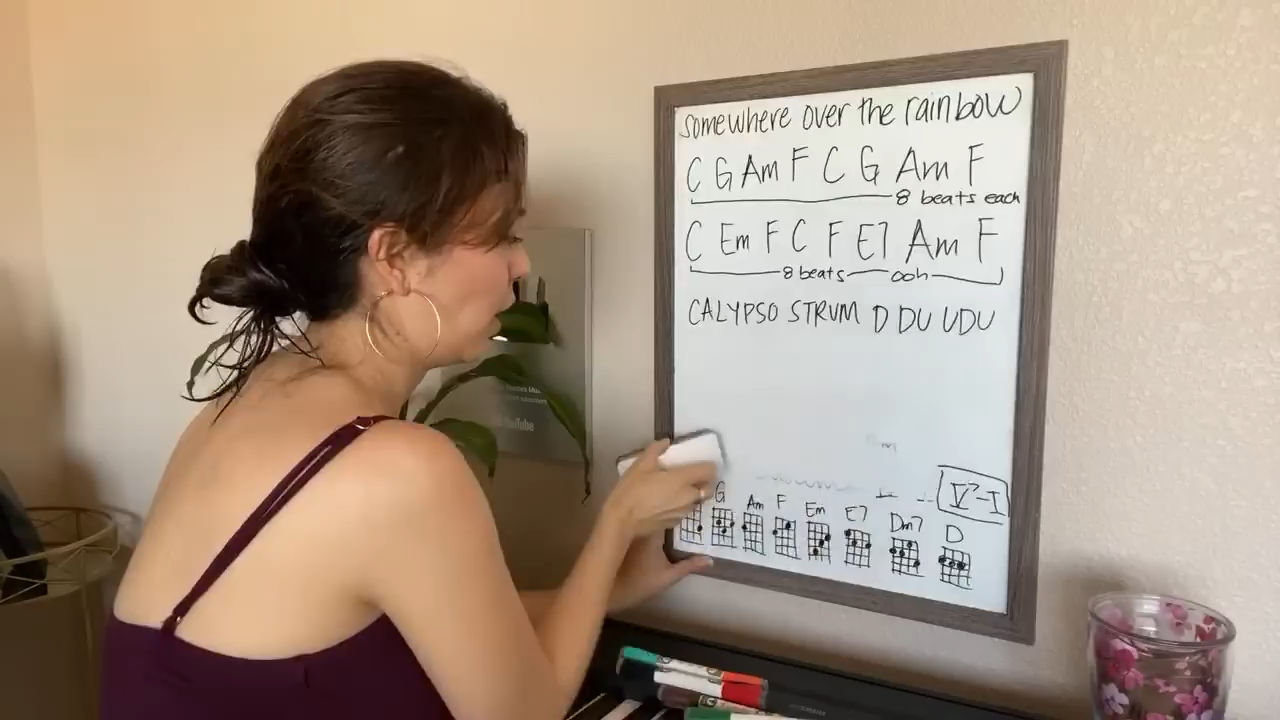 somewhere over the rainbow
C G Am F C G Am F
8 beats each
C Em F C F E7 Am F
8 beats ooh
CALYPSO STRUM D DU UDU
V7-I
G Am F Em E7 Dm7 D